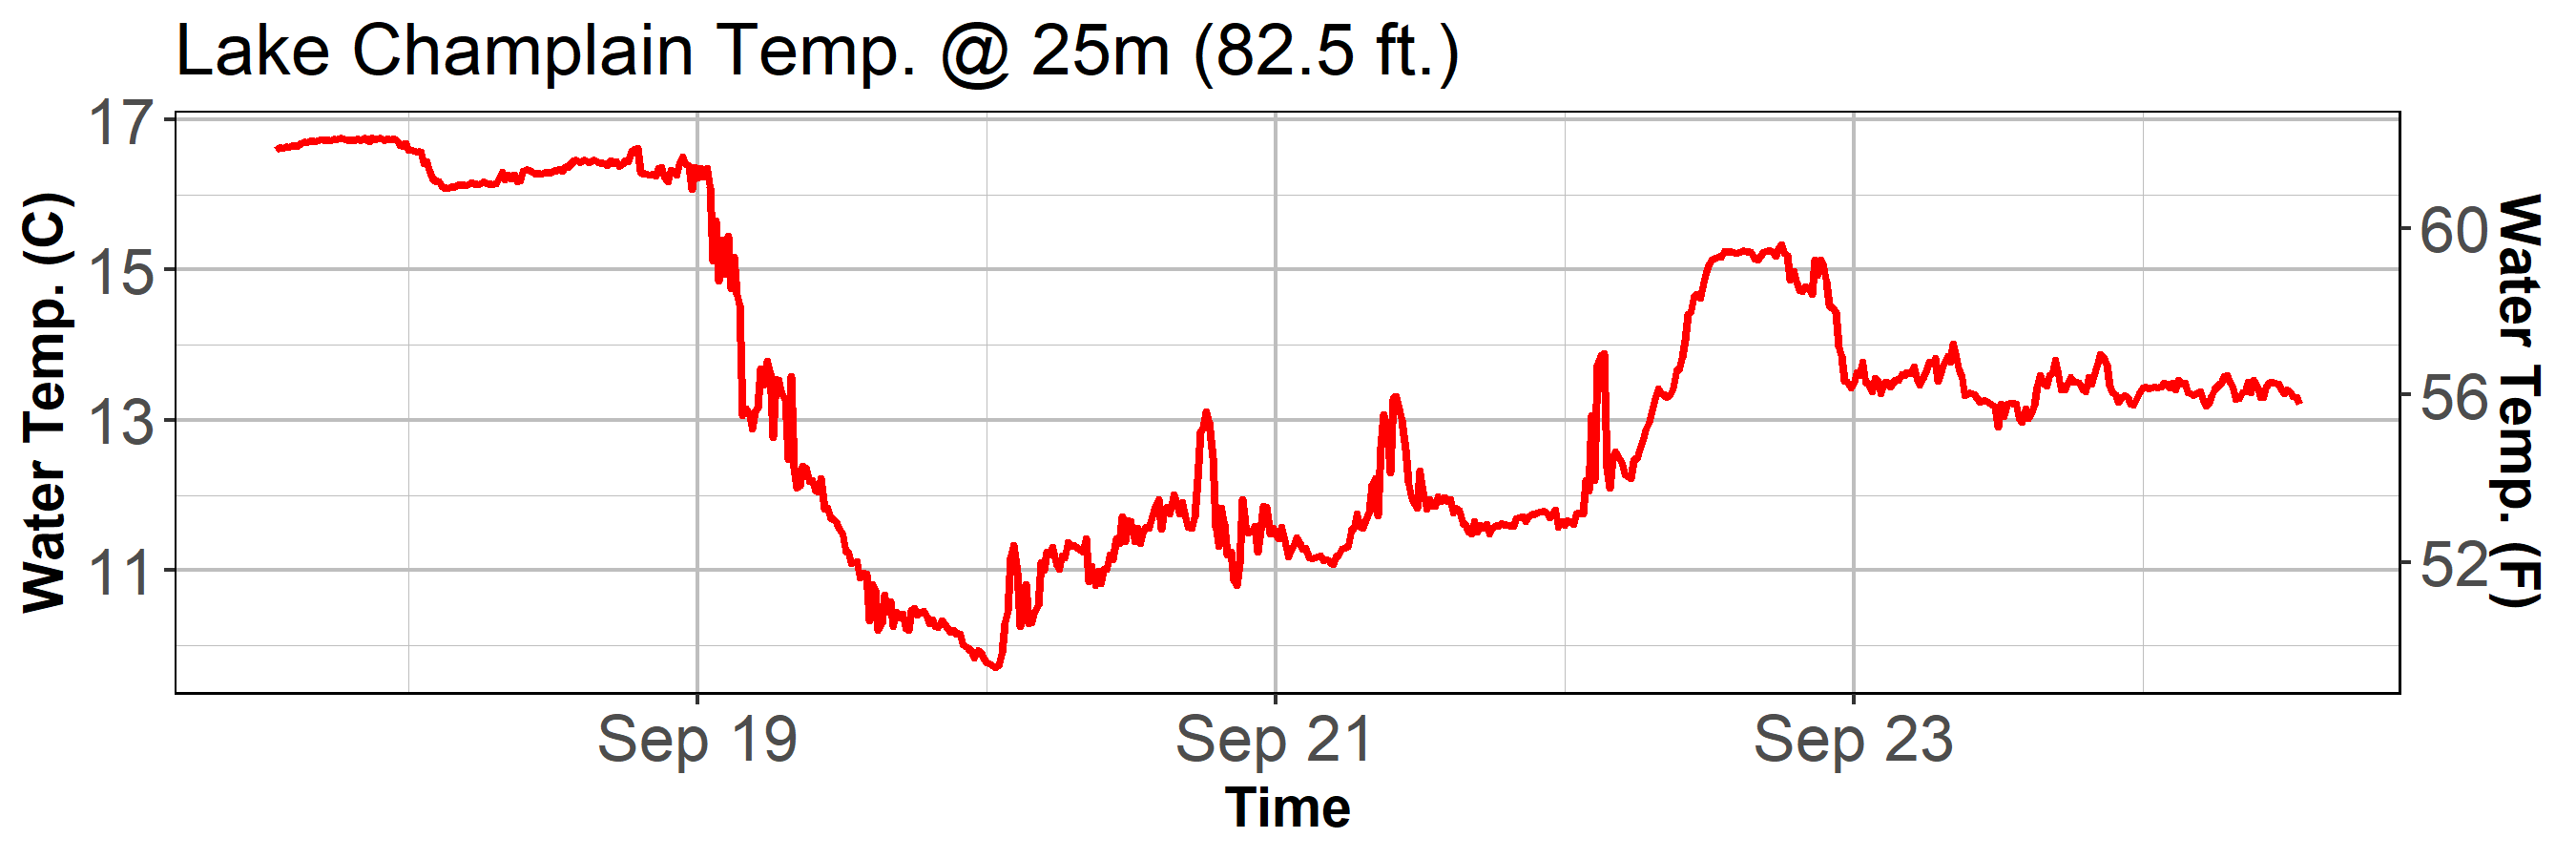 Lake Champlain Temp. @ 25m (82.5 ft.)
Water Temp. (C)
17
15
13
11
60
56
52
Water Temp. (F)
Sep 19 Sep 21 Sep 23
Time